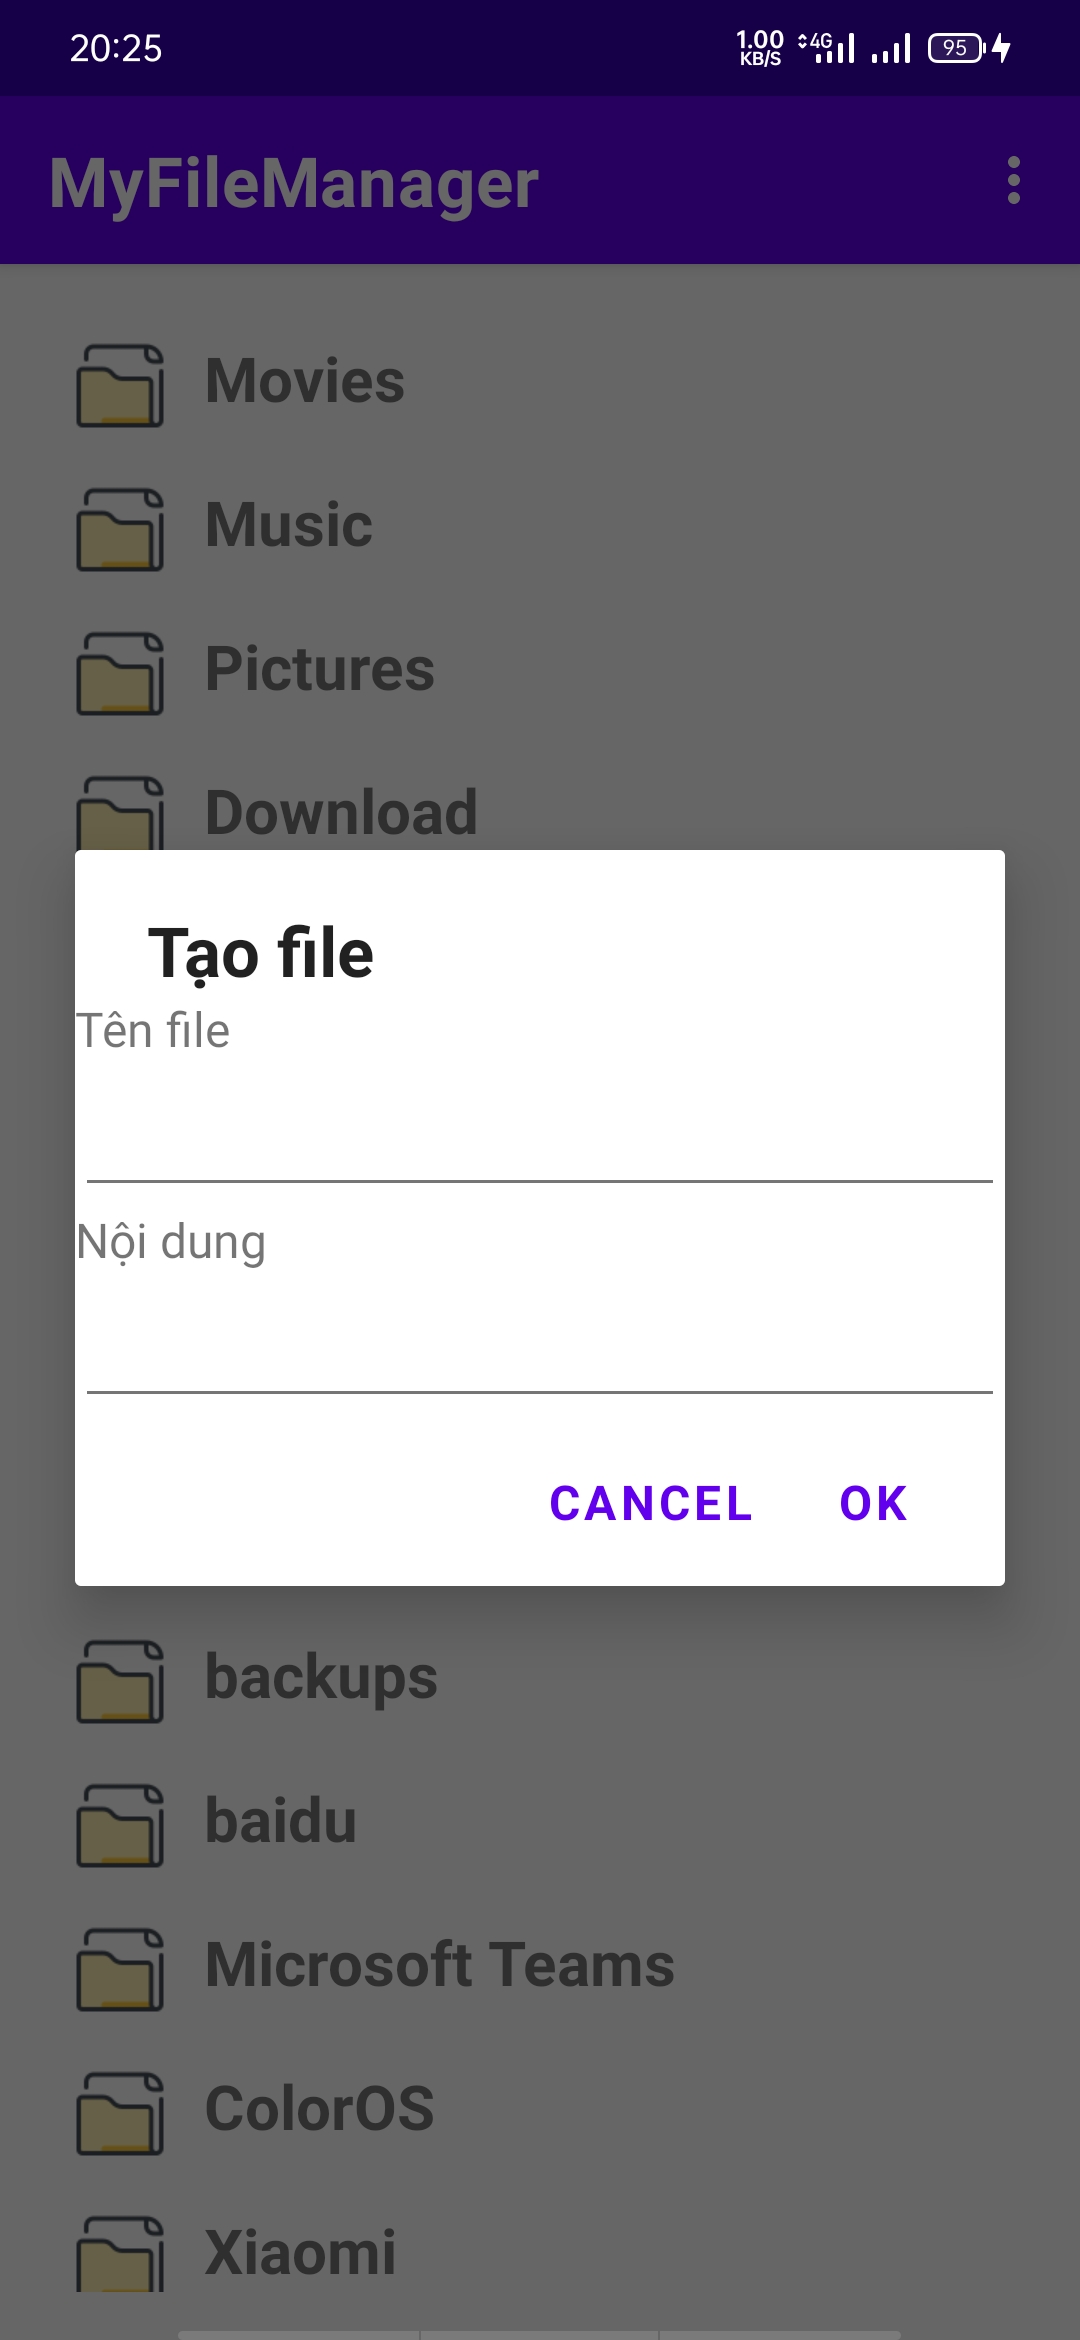 20:25
1.00
KB/S
4G
95
MyFileManager
Movies
Music
Pictures
Download
Tạo file
Tên file
Nội dung
CANCEL OK
backups
baidu
Microsoft Teams
ColorOS
Xiaomi